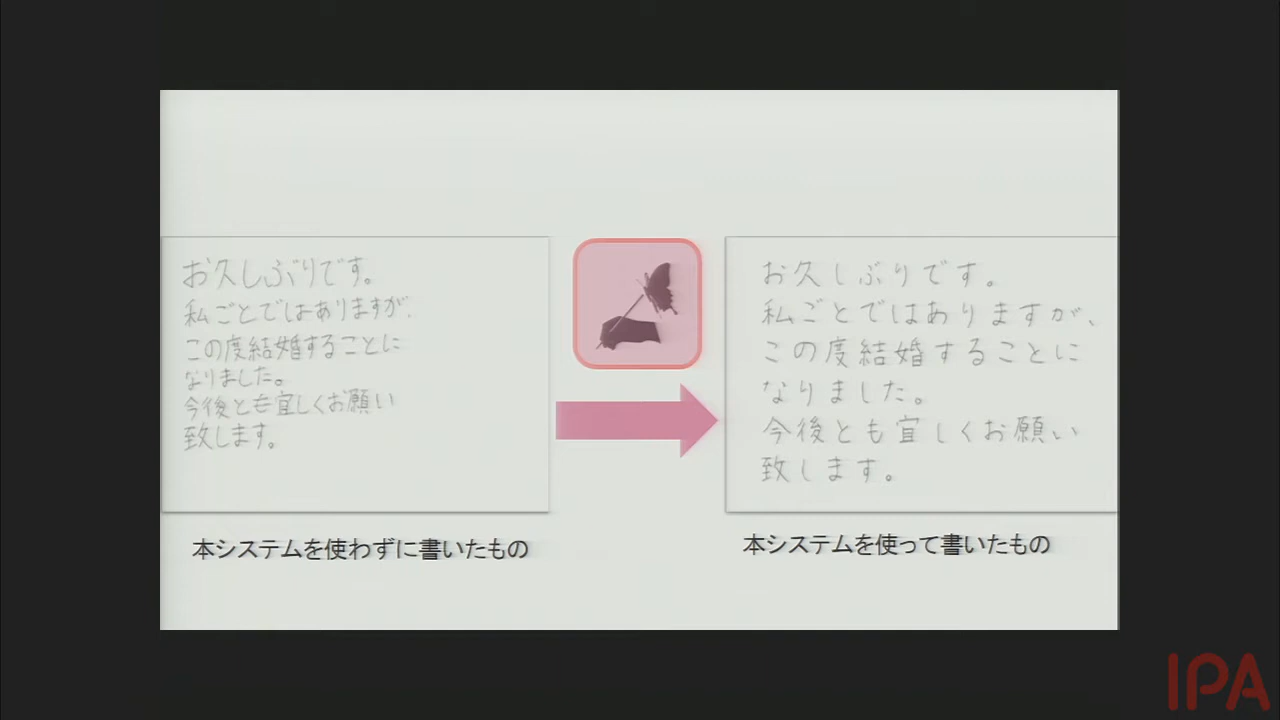 お久しぶりです。
私ごとではありますが、
この度結婚することに
なりました。
今後とも宜しくお願い
致します。
本システムを使わずに書いたもの
お久しぶりです。
私ごとではありますが、
この度結婚することに
なりました。
今後とも宜しくお願い
致します。
本システムを使って書いたもの
IPA